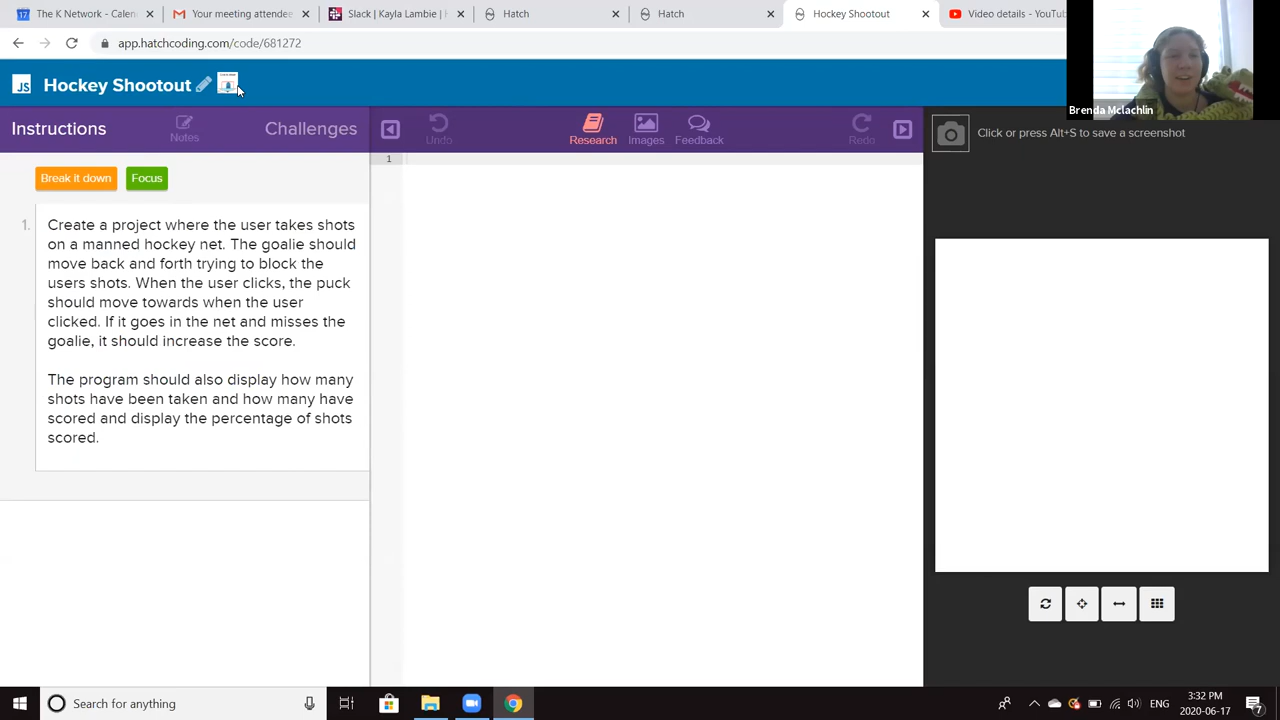 17 The K Network - Calen
Your meeting attendee
Slack | Kayla Lambie |
Hatch
Hatch
Hockey Shootout
Video details - YouTu
app.hatchcoding.com/code/681272
JS Hockey Shootout
Brenda Mclachlin
Instructions
Notes
Challenges
Undo
Research
Images
Feedback
Redo
Click or press Alt+S to save a screenshot
Break it down
Focus
1
1. Create a project where the user takes shots
on a manned hockey net. The goalie should
move back and forth trying to block the
users shots. When the user clicks, the puck
should move towards when the user
clicked. If it goes in the net and misses the
goalie, it should increase the score.
The program should also display how many
shots have been taken and how many have
scored and display the percentage of shots
scored.
Search for anything
ENG
3:32 PM
2020-06-17
7